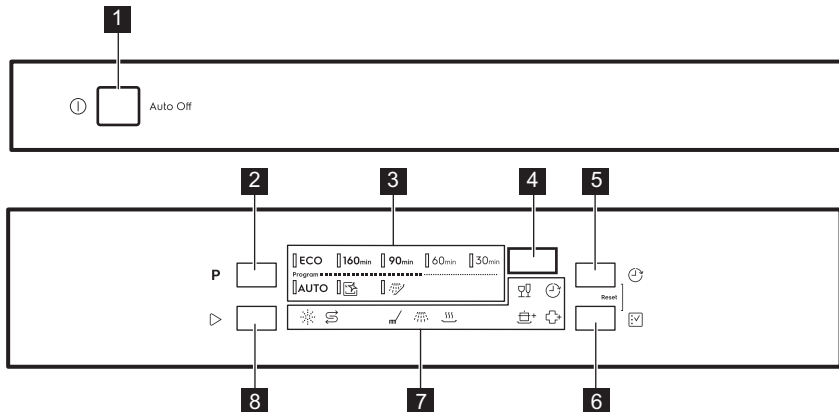 1
Auto Off
2 3 4 5
ECO 160min 90min 60min 30min
P Program
AUTO
Reset
8 7 6